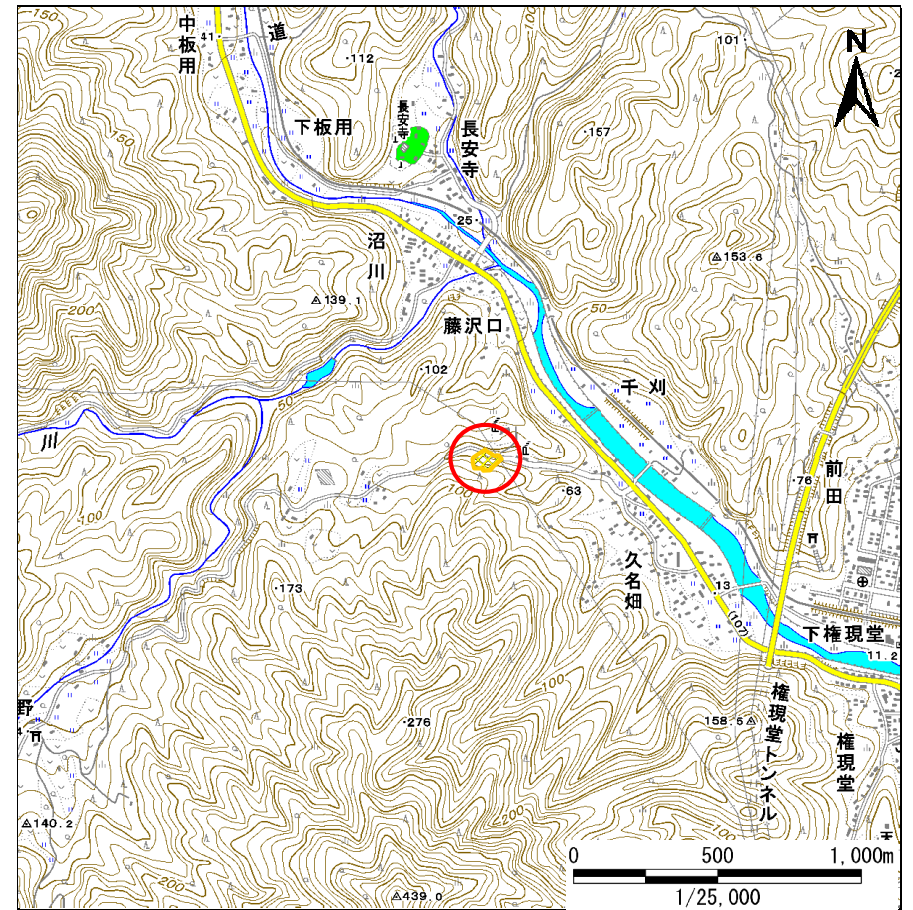 中板用
41
道
・112
下板用
長安寺
長安寺
・157
101
N
25
沼川
153.6
139.1
200
50
藤沢口
・102
千刈
50
川
100
100
・63
・76
前田
久名畑
・173
13
(107)
下権現堂
11.2
100
野
・276
158.5
権現堂トンネル
権現堂
140.2
200
200
439.0
0 500 1,000m
1/25,000